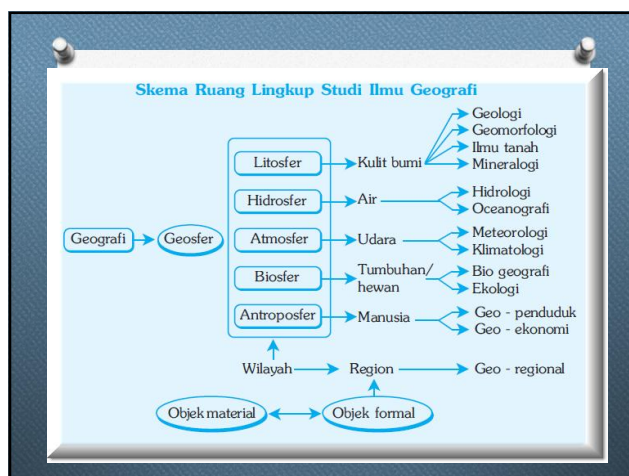 Skema Ruang Lingkup Studi Ilmu Geografi
Geografi
Geosfer
Litosfer
Kulit bumi
Geologi
Geomorfologi
Ilmu tanah
Mineralogi
Hidrosfer
Air
Hidrologi
Oceanografi
Atmosfer
Udara
Meteorologi
Klimatologi
Biosfer
Tumbuhan/
hewan
Bio geografi
Ekologi
Antroposfer
Manusia
Geo - penduduk
Geo - ekonomi
Wilayah
Region
Geo - regional
Objek material
Objek formal